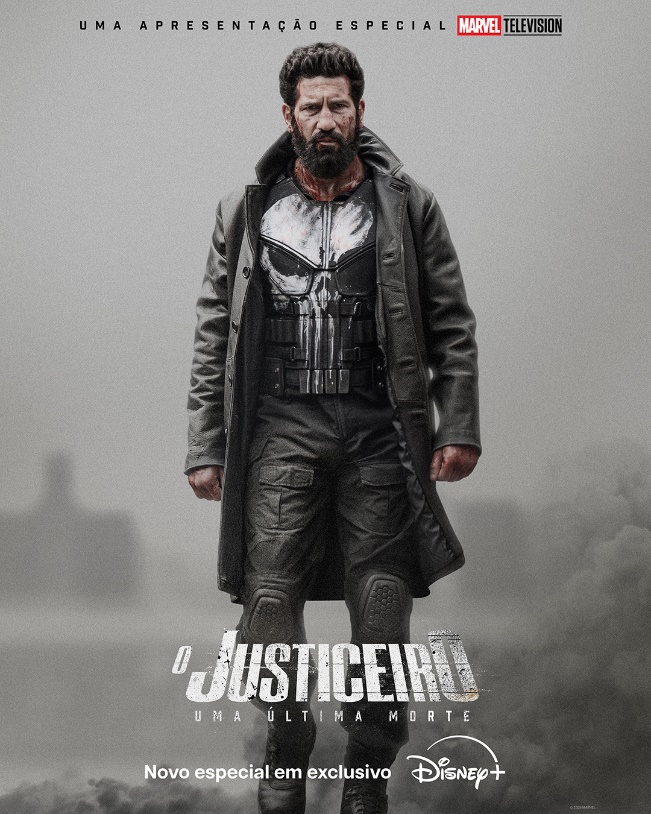 UMA APRESENTAÇÃO ESPECIAL MARVEL TELEVISION
O JUSTICEIRO
UMA ÚLTIMA MORTE
Novo especial em exclusivo Disney+